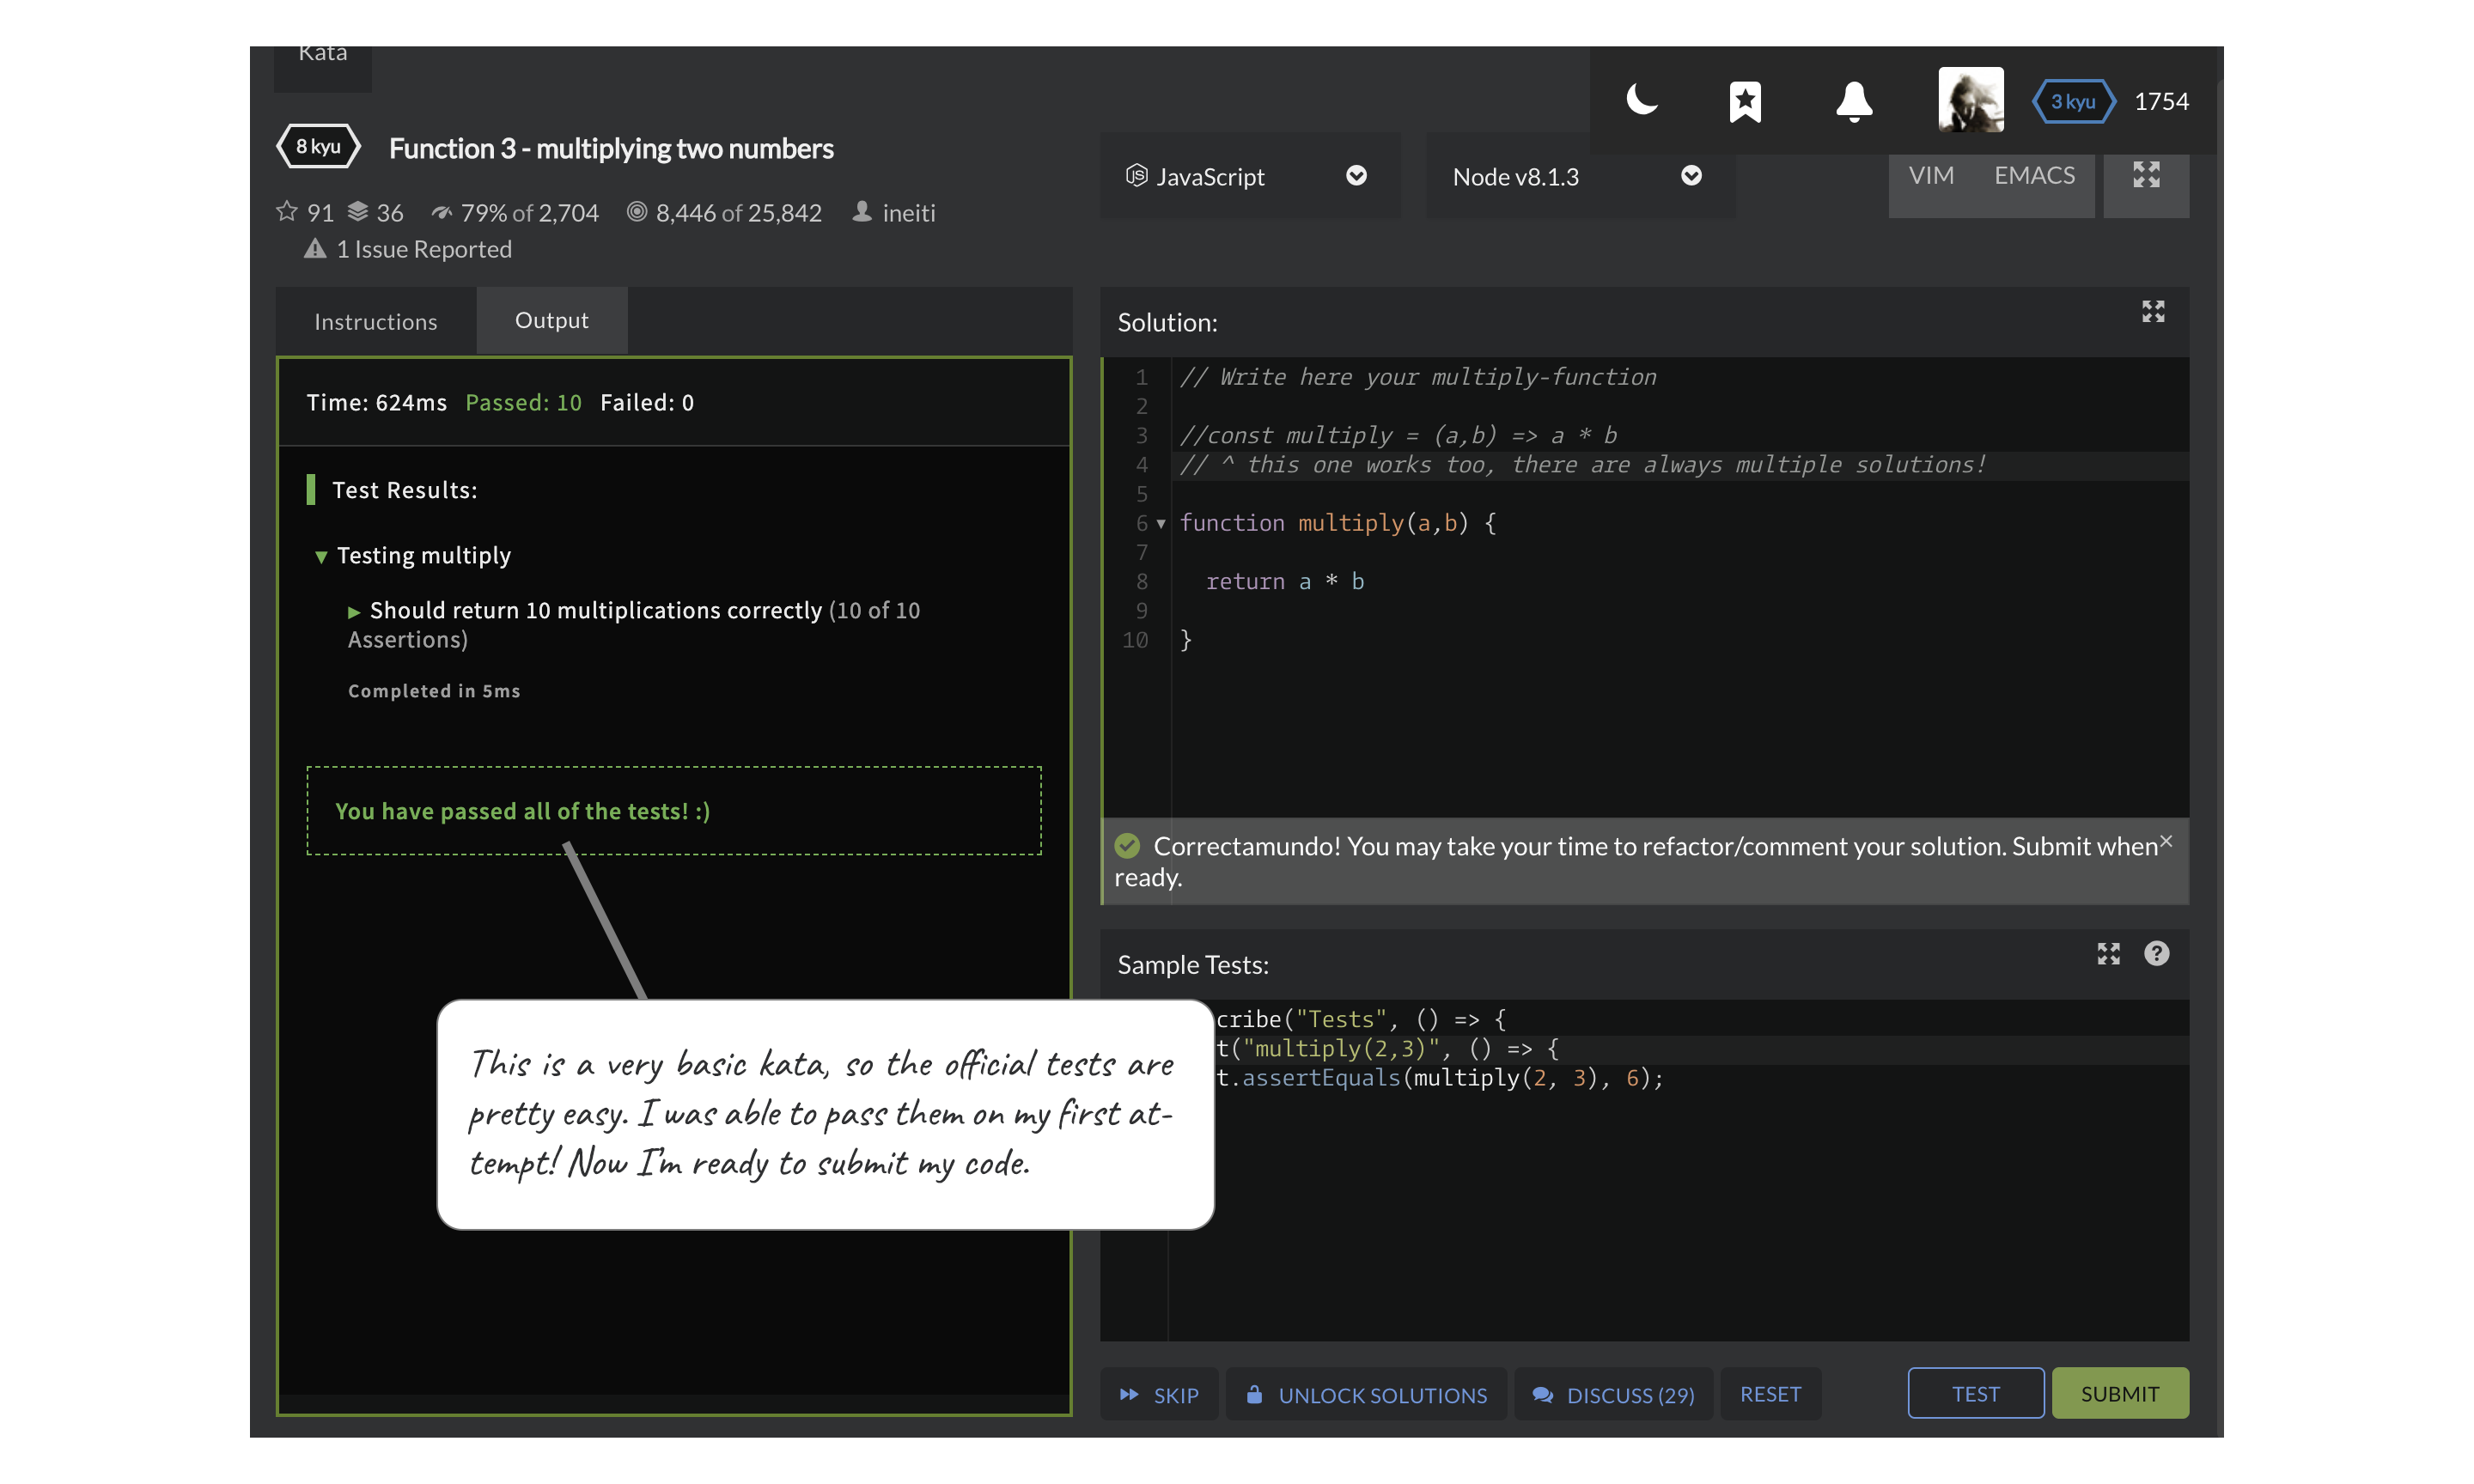 Kata
8 kyu
Function 3 - multiplying two numbers
91 36 79% of 2,704 8,446 of 25,842 ineiti
1 Issue Reported
3 kyu 1754
JS JavaScript
Node v8.1.3
VIM EMACS
Instructions
Output
Time: 624ms Passed: 10 Failed: 0
Test Results:
Testing multiply
Should return 10 multiplications correctly (10 of 10
Assertions)
Completed in 5ms
You have passed all of the tests! :)
This is a very basic kata, so the official tests are
pretty easy. I was able to pass them on my first at-
tempt! Now I'm ready to submit my code.
Solution:
1 // Write here your multiply-function
2
3 //const multiply = (a,b) => a * b
4 // ^ this one works too, there are always multiple solutions!
5
6 function multiply(a,b) {
7
8 return a * b
9
10 }
Correctamundo! You may take your time to refactor/comment your solution. Submit when ×
ready.
Sample Tests:
cribe("Tests", () => {
t("multiply(2,3)", () => {
t.assertEquals(multiply(2, 3), 6);
SKIP
UNLOCK SOLUTIONS
DISCUSS (29)
RESET
TEST
SUBMIT